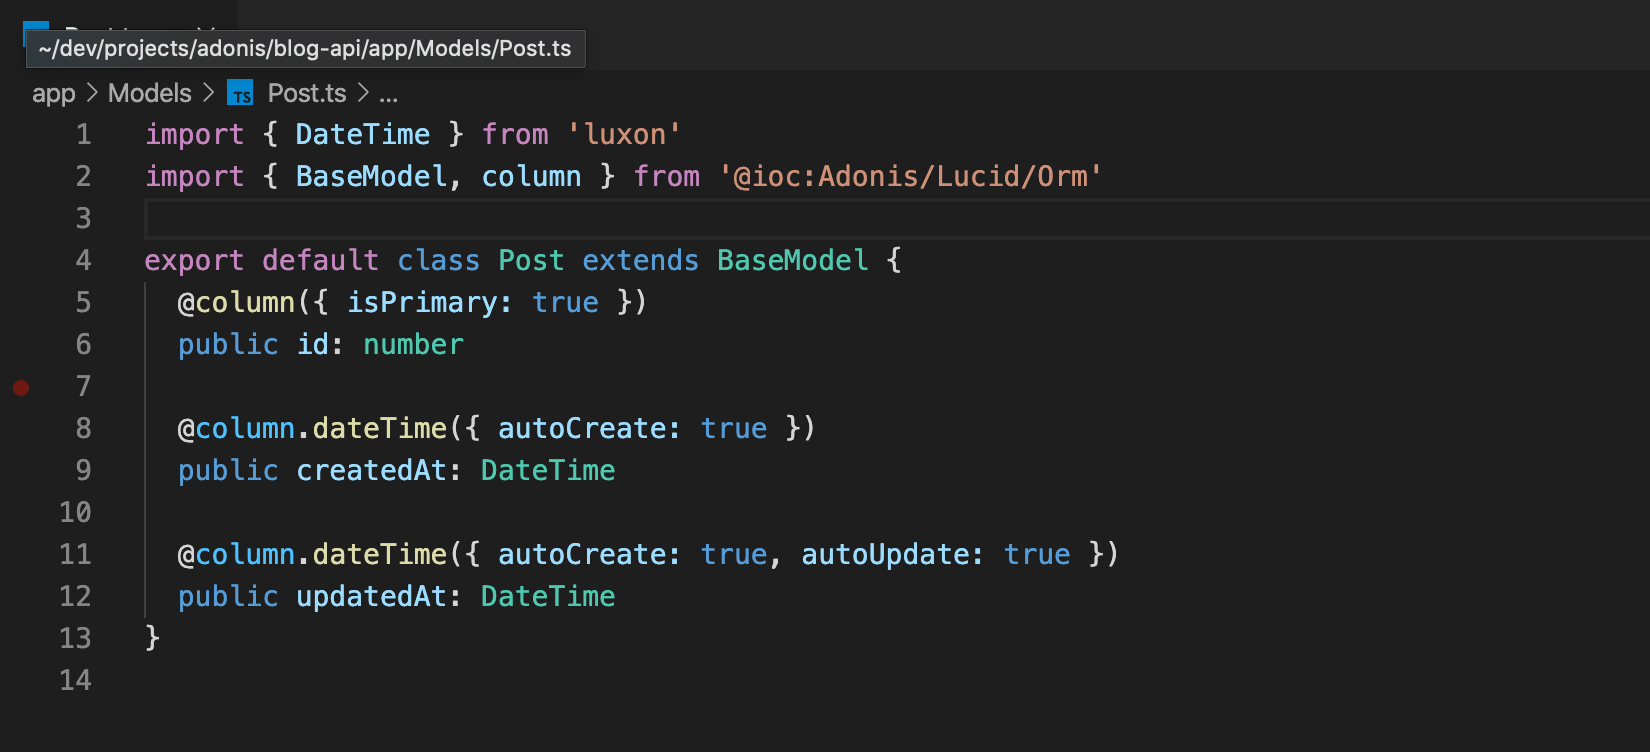 ~/dev/projects/adonis/blog-api/app/Models/Post.ts
app > Models > TS Post.ts > ...
1 import { DateTime } from 'luxon'
2 import { BaseModel, column } from '@ioc:Adonis/Lucid/Orm'
3
4 export default class Post extends BaseModel {
5   @column({ isPrimary: true })
6   public id: number
7
8   @column.dateTime({ autoCreate: true })
9   public createdAt: DateTime
10
11   @column.dateTime({ autoCreate: true, autoUpdate: true })
12   public updatedAt: DateTime
13 }
14